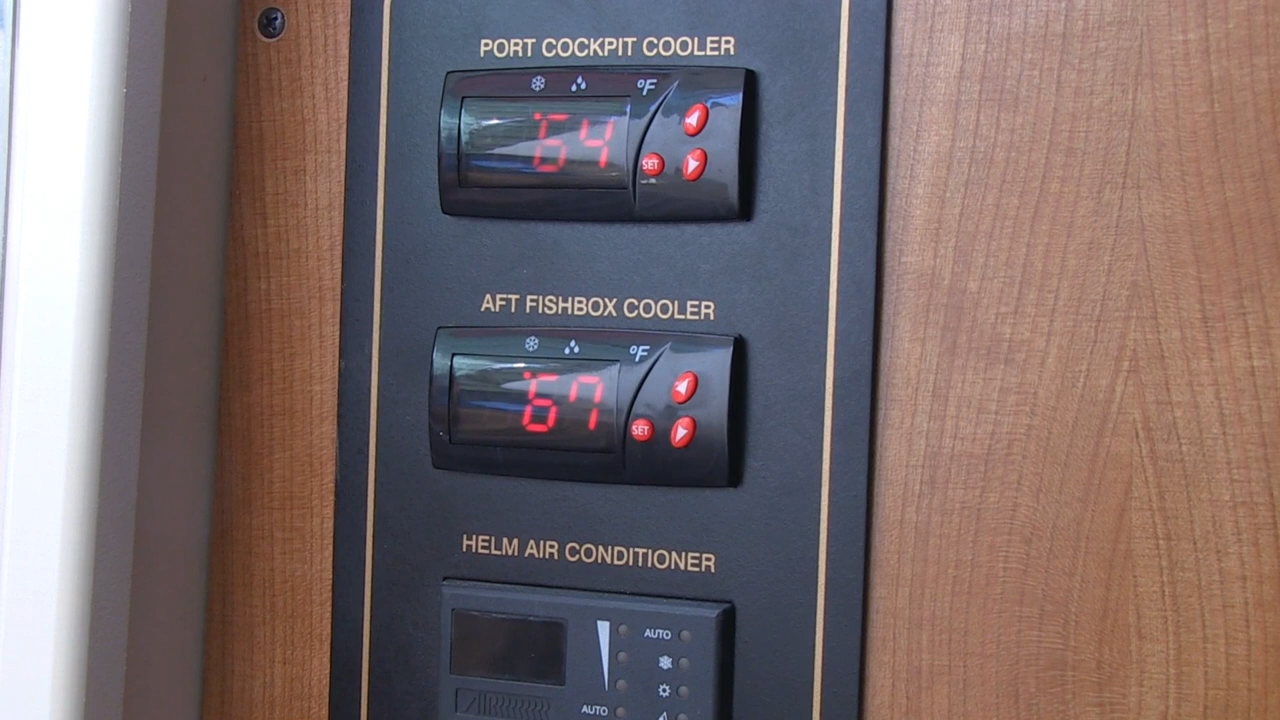 PORT COCKPIT COOLER
°F
64
SET
AFT FISHBOX COOLER
°F
67
SET
HELM AIR CONDITIONER
AUTO
AUTO